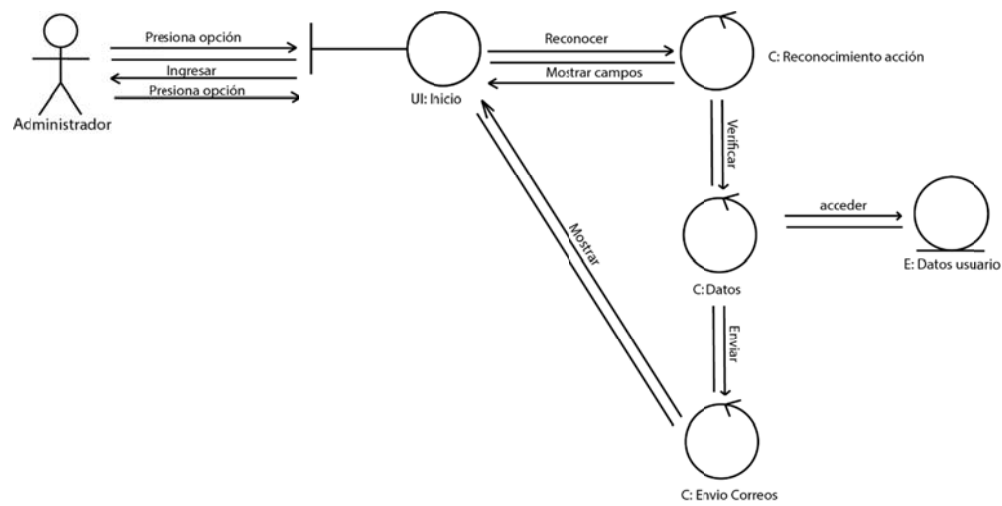 Presiona opción
Ingresar
Presiona opción
Administrador
UI: Inicio
Reconocer
Mostrar campos
C: Reconocimiento acción
Verificar
acceder
E: Datos usuario
C:Datos
Mostrar
Enviar
C: Envio Correos